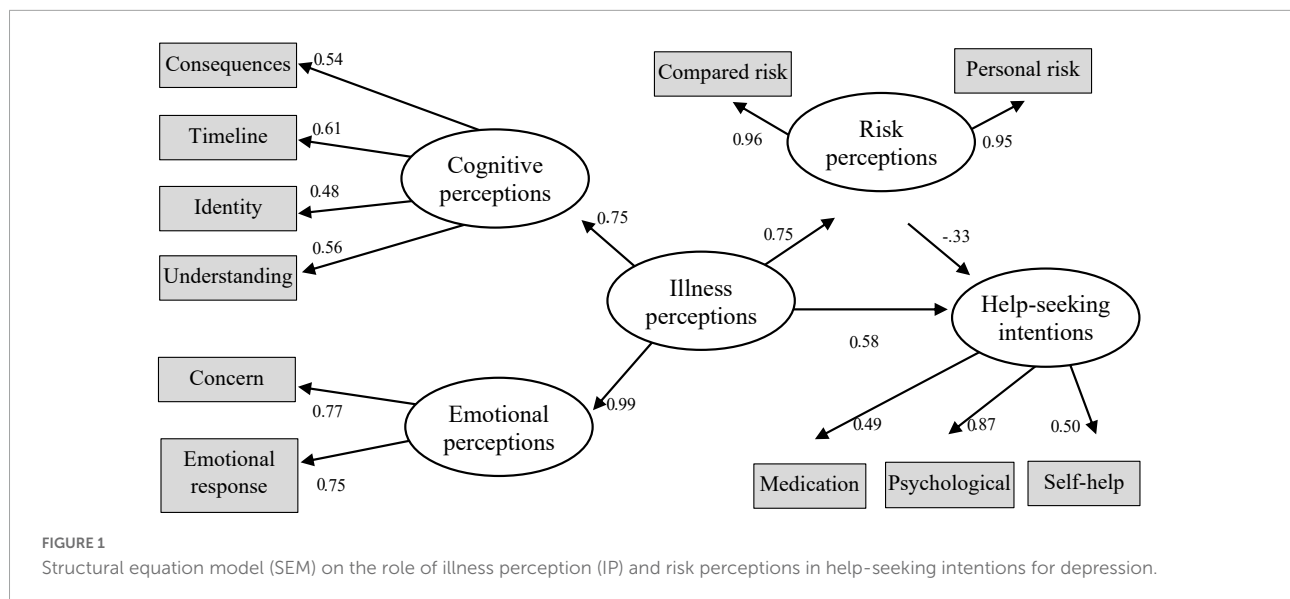 Consequences
0.54
Timeline
0.61
Identity
0.48
Understanding
0.56
Cognitive
perceptions
0.75
Compared risk
0.96
Personal risk
0.95
Risk
perceptions
0.75
-.33
Illness
perceptions
0.58
Help-seeking
intentions
Concern
0.77
Emotional
response
0.75
Emotional
perceptions
0.99
0.49
0.87
0.50
Medication
Psychological
Self-help
FIGURE 1
Structural equation model (SEM) on the role of illness perception (IP) and risk perceptions in help-seeking intentions for depression.